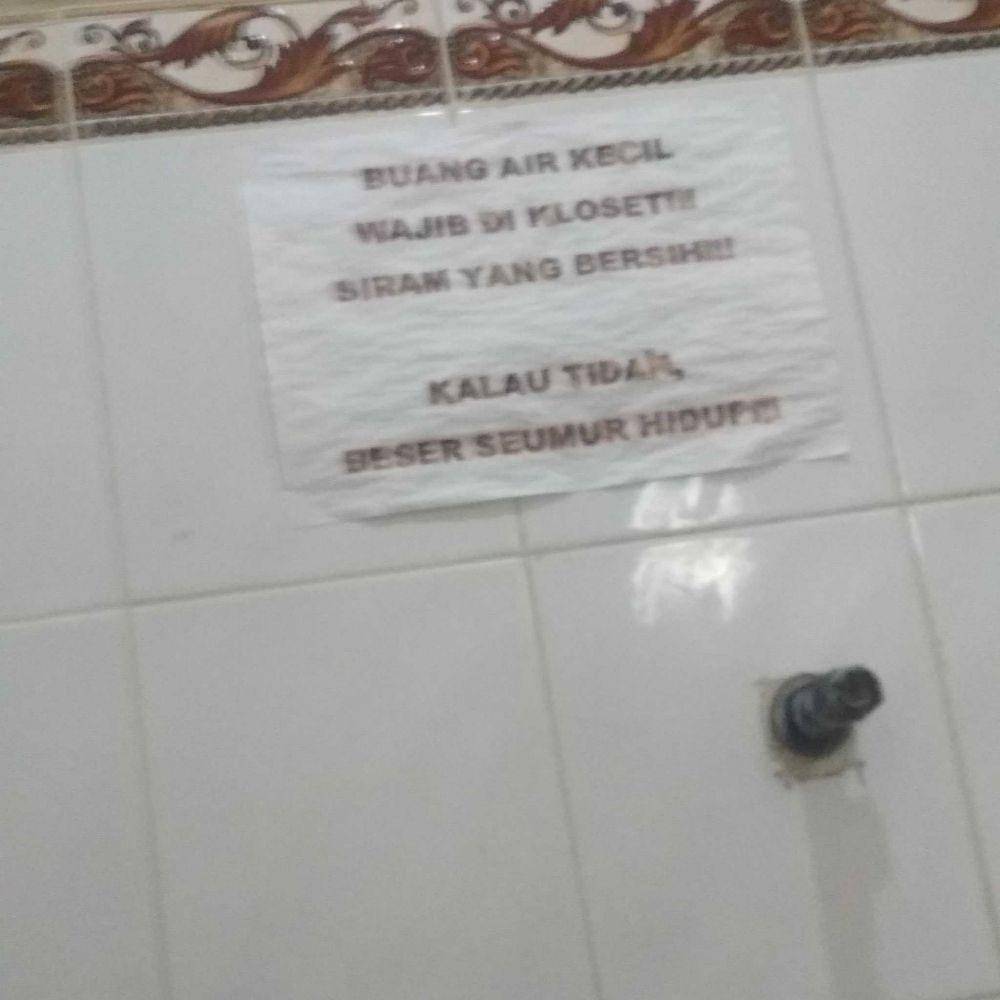 BUANG AIR KECIL
WAJIB DI KLOSET!!!
SIRAM YANG BERSIH!!!
KALAU TIDAK,
BESER SEUMUR HIDUP!!!